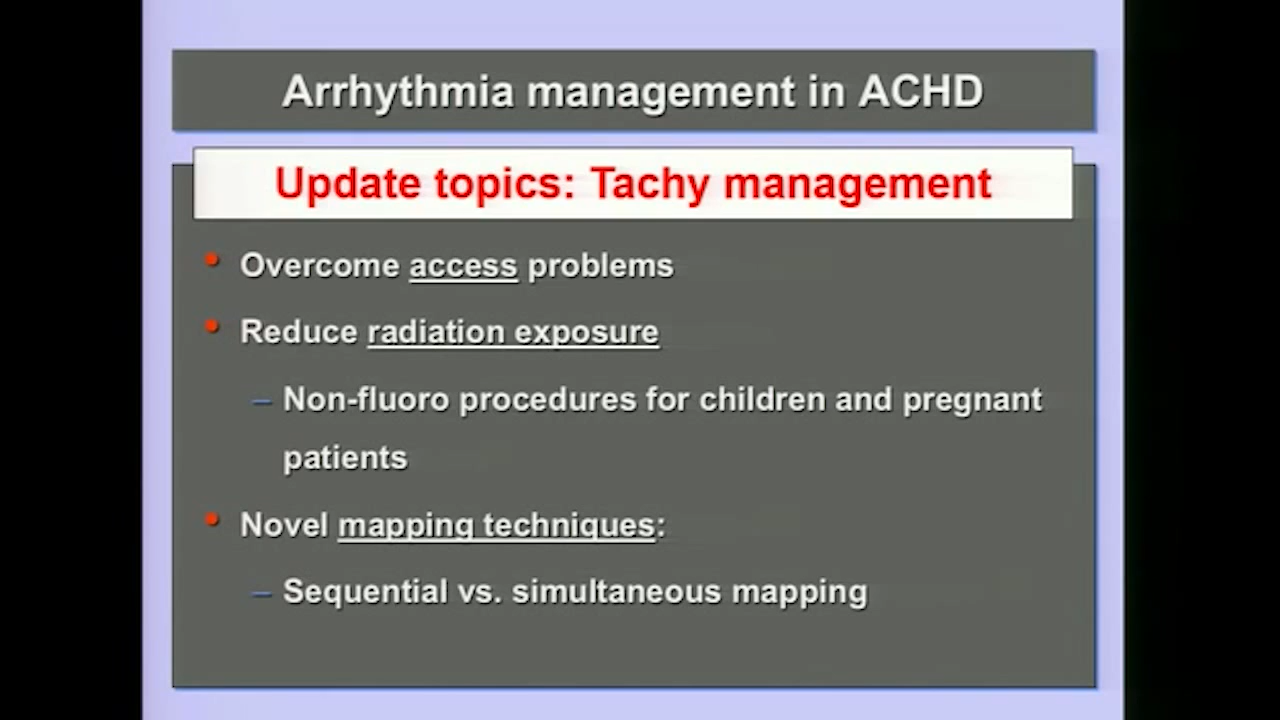 Arrhythmia management in ACHD
Update topics: Tachy management
• Overcome access problems
• Reduce radiation exposure
– Non-fluoro procedures for children and pregnant
patients
• Novel mapping techniques:
– Sequential vs. simultaneous mapping